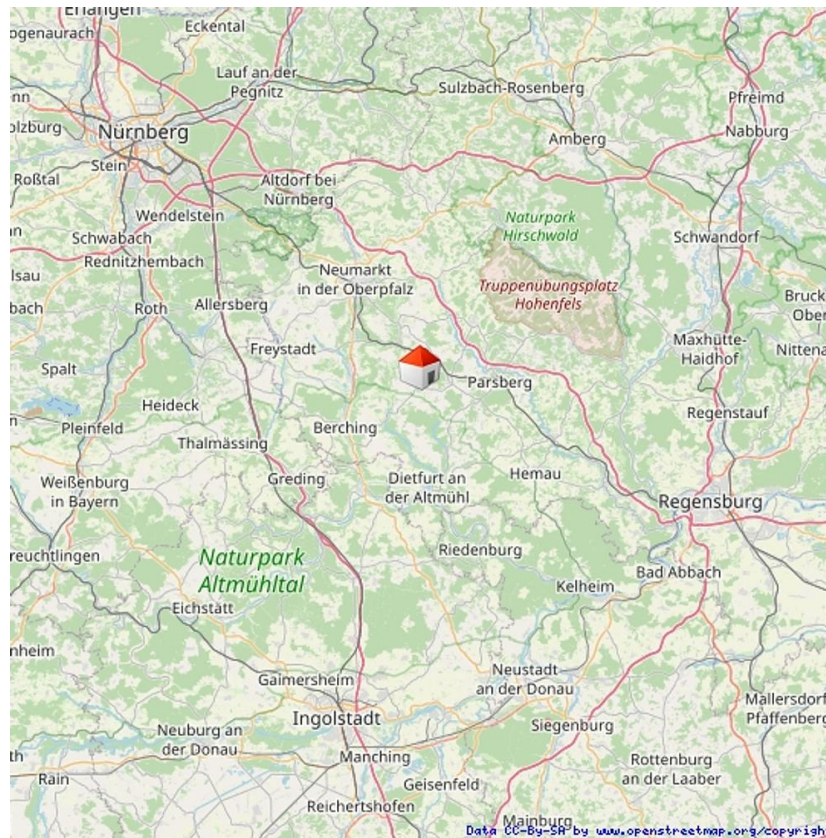 Erlangen
ogenaurach
Eckental
Lauf an der
Pegnitz
Sulzbach-Rosenberg
Pfreimd
Nürnberg
Nabburg
Amberg
Stein
Roßtal
Altdorf bei
Nürnberg
Wendelstein
Naturpark
Hirschwald
Schwabach
Schwandorf
Rednitzhembach
lsau
Neumarkt
in der Oberpfalz
Truppenübungsplatz
Hohenfels
bach
Roth
Allersberg
Bruck
Ober
Freystadt
Maxhütte-
Haidhof
Nittena
Spalt
Parsberg
Heideck
Regenstauf
Pleinfeld
Berching
Thalmässing
Weißenburg
in Bayern
Greding
Dietfurt an
der Altmühl
Hemau
Regensburg
reuchtlingen
Naturpark
Altmühltal
Riedenburg
Kelheim
Bad Abbach
Eichstätt
nheim
Gaimersheim
Neustadt
an der Donau
Ingolstadt
Siegenburg
Mallersdorf
Pfaffenberg
Neuburg an
der Donau
Manching
Rottenburg
an der Laaber
Rain
Geisenfeld
Reichertshofen
Mainburg
Data CC-By-SA by www.openstreetmap.org/copyrigh